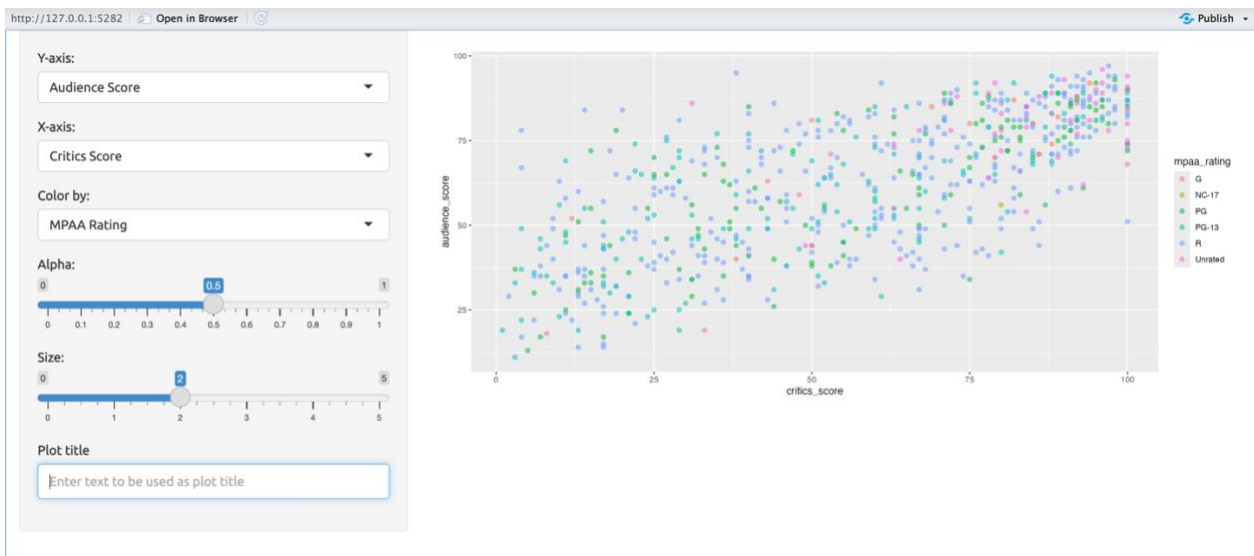 http://127.0.0.1:5282 Open in Browser Publish
Y-axis:
Audience Score
X-axis:
Critics Score
Color by:
MPAA Rating
Alpha:
0 0.5 1
0 0.1 0.2 0.3 0.4 0.5 0.6 0.7 0.8 0.9 1
Size:
0 2 5
0 1 2 3 4 5
Plot title
Enter text to be used as plot title
100
75
50
25
audience_score
0 25 50 75 100
critics_score
mpaa_rating
G
NC-17
PG
PG-13
R
Unrated